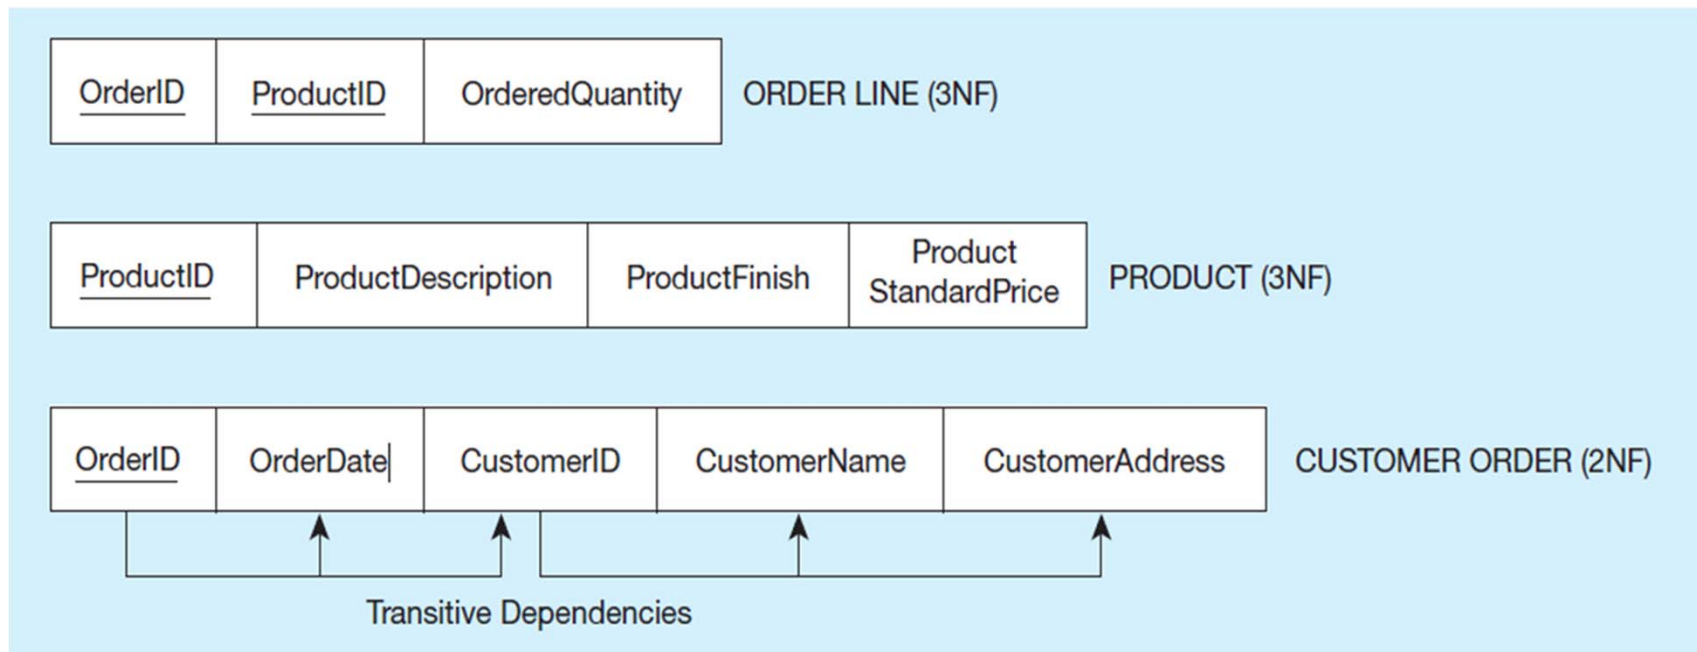 OrderID ProductID OrderedQuantity ORDER LINE (3NF)
ProductID ProductDescription ProductFinish Product StandardPrice PRODUCT (3NF)
OrderID OrderDate CustomerID CustomerName CustomerAddress CUSTOMER ORDER (2NF)
Transitive Dependencies